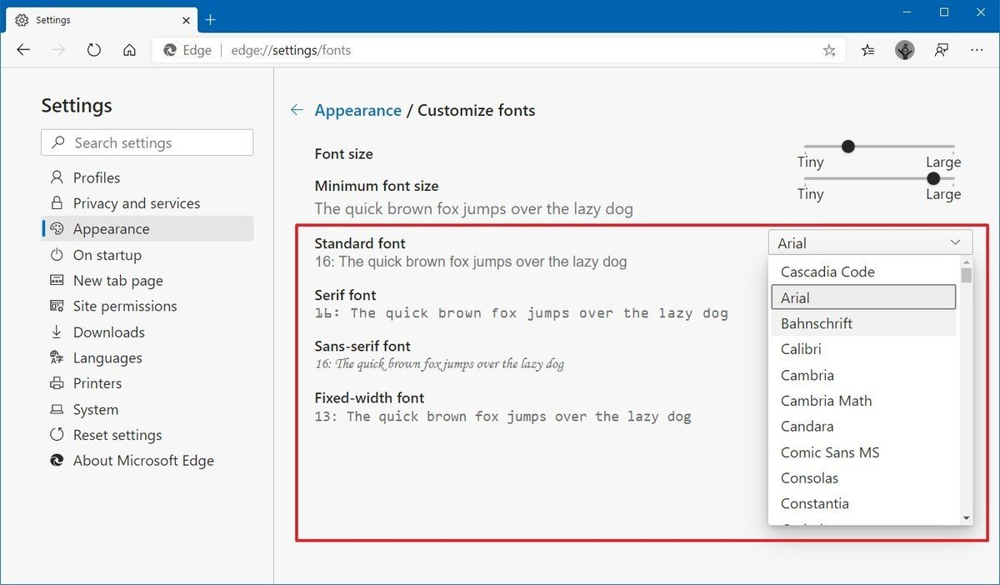 Settings
Edge | edge://settings/fonts
Settings
Search settings
Profiles
Privacy and services
Appearance
On startup
New tab page
Site permissions
Downloads
Languages
Printers
System
Reset settings
About Microsoft Edge
Appearance / Customize fonts
Font size
Tiny Large
Minimum font size
Tiny Large
The quick brown fox jumps over the lazy dog
Standard font
16: The quick brown fox jumps over the lazy dog
Serif font
16: The quick brown fox jumps over the lazy dog
Sans-serif font
16: The quick brown fox jumps over the lazy dog
Fixed-width font
13: The quick brown fox jumps over the lazy dog
Arial
Cascadia Code
Arial
Bahnschrift
Calibri
Cambria
Cambria Math
Candara
Comic Sans MS
Consolas
Constantia